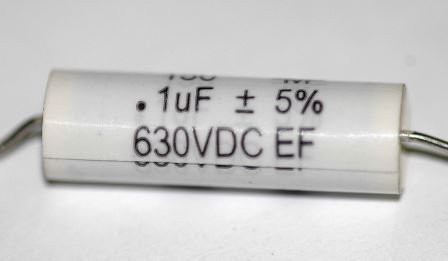 .1uF ± 5%
630VDC EF